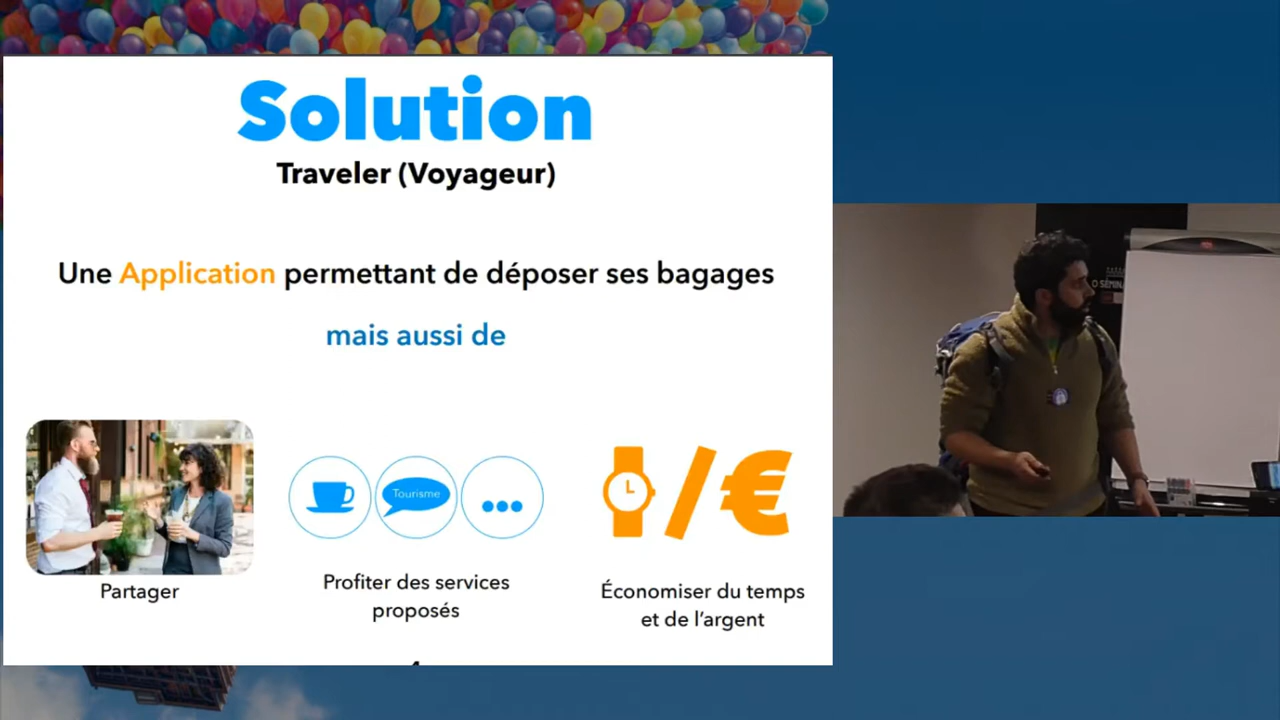 Solution
Traveler (Voyageur)
Une Application permettant de déposer ses bagages
mais aussi de
Tourisme
Partager
Profiter des services
proposés
Économiser du temps
et de l’argent
O SÉMIN